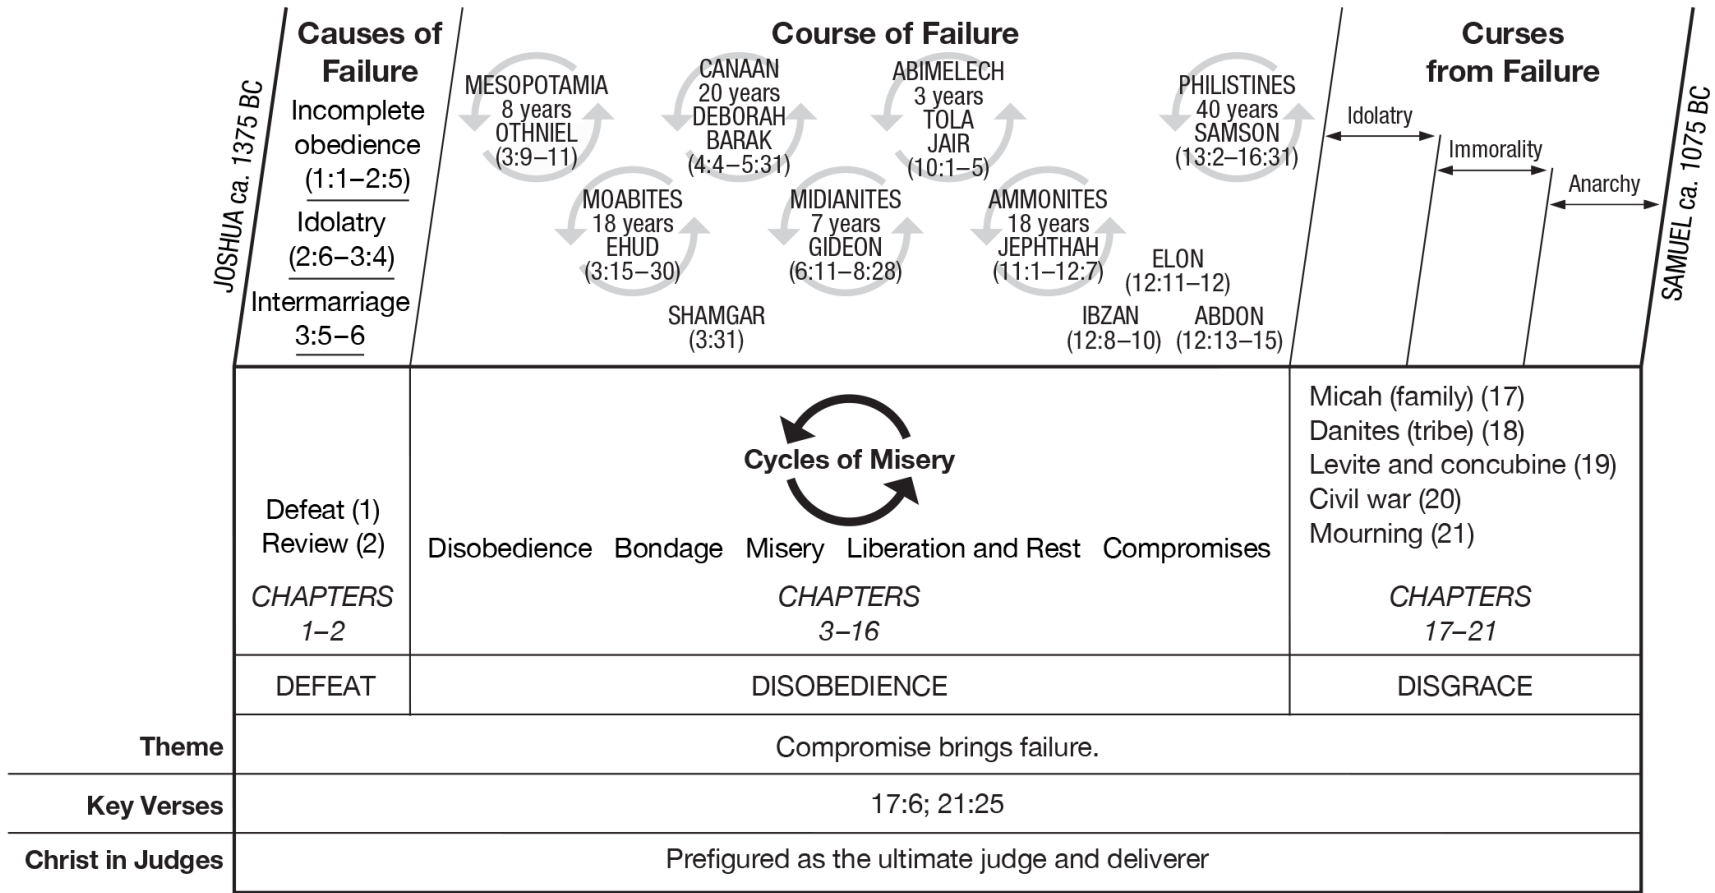 JOSHUA ca. 1375 BC
Causes of
Failure
Incomplete
obedience
(1:1–2:5)
Idolatry
(2:6–3:4)
Intermarriage
3:5–6
Course of Failure
MESOPOTAMIA
8 years
OTHNIEL
(3:9–11)
MOABITES
18 years
EHUD
(3:15–30)
SHAMGAR
(3:31)
CANAAN
20 years
DEBORAH
BARAK
(4:4–5:31)
MIDIANITES
7 years
GIDEON
(6:11–8:28)
ABIMELECH
3 years
TOLA
JAIR
(10:1–5)
AMMONITES
18 years
JEPHTHAH
(11:1–12:7)
IBZAN
(12:8–10)
ELON
(12:11–12)
ABDON
(12:13–15)
PHILISTINES
40 years
SAMSON
(13:2–16:31)
Curses
from Failure
Idolatry
Immorality
Anarchy
SAMUEL ca. 1075 BC
Defeat (1)
Review (2)
CHAPTERS
1–2
Cycles of Misery
Disobedience Bondage Misery Liberation and Rest Compromises
CHAPTERS
3–16
Micah (family) (17)
Danites (tribe) (18)
Levite and concubine (19)
Civil war (20)
Mourning (21)
CHAPTERS
17–21
DEFEAT DISOBEDIENCE DISGRACE
Theme Compromise brings failure.
Key Verses 17:6; 21:25
Christ in Judges Prefigured as the ultimate judge and deliverer